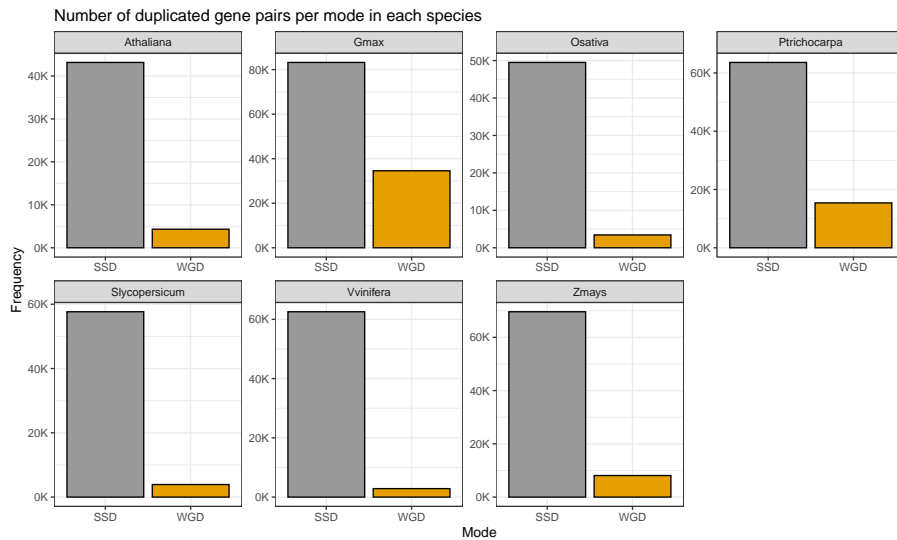 Number of duplicated gene pairs per mode in each species
Athaliana
40K
30K
20K
10K
0K
SSD WGD
Gmax
80K
60K
40K
20K
0K
SSD WGD
Osativa
50K
40K
30K
20K
10K
0K
SSD WGD
Ptrichocarpa
60K
40K
20K
0K
SSD WGD
Frequency
Slycopersicum
60K
40K
20K
0K
SSD WGD
Vvinifera
60K
40K
20K
0K
SSD WGD
Zmays
60K
40K
20K
0K
SSD WGD
Mode